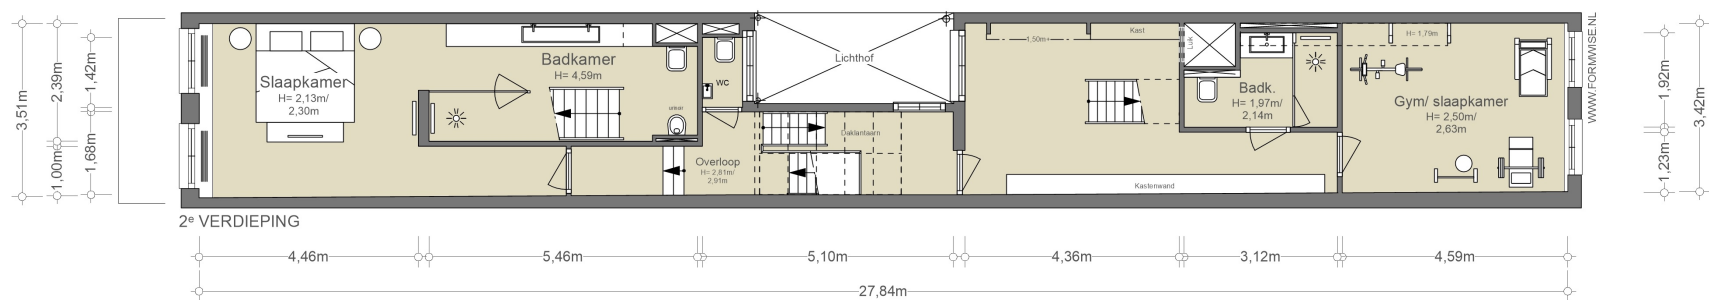 Slaapkamer
H= 2,13m/
2,30m
Badkamer
H= 4,59m
urinoir
WC
Lichthof
Daklantaarn
Overloop
H= 2,81m/
2,91m
1,50m+
Kast
Luik
Badk.
H= 1,97m/
2,14m
H= 1,79m
Gym/ slaapkamer
H= 2,50m/
2,63m
Kastenwand
WWW.FORMWISE.NL
3,51m
2,39m
1,00m
1,42m
1,68m
1,92m
1,23m
3,42m
2e VERDIEPING
4,46m
5,46m
5,10m
4,36m
3,12m
4,59m
27,84m